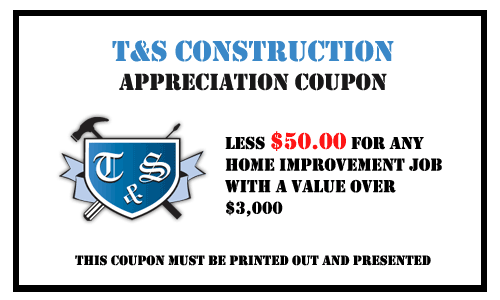 T&S CONSTRUCTION
APPRECIATION COUPON
T & S
LESS $50.00 FOR ANY
HOME IMPROVEMENT JOB
WITH A VALUE OVER
$3,000
THIS COUPON MUST BE PRINTED OUT AND PRESENTED